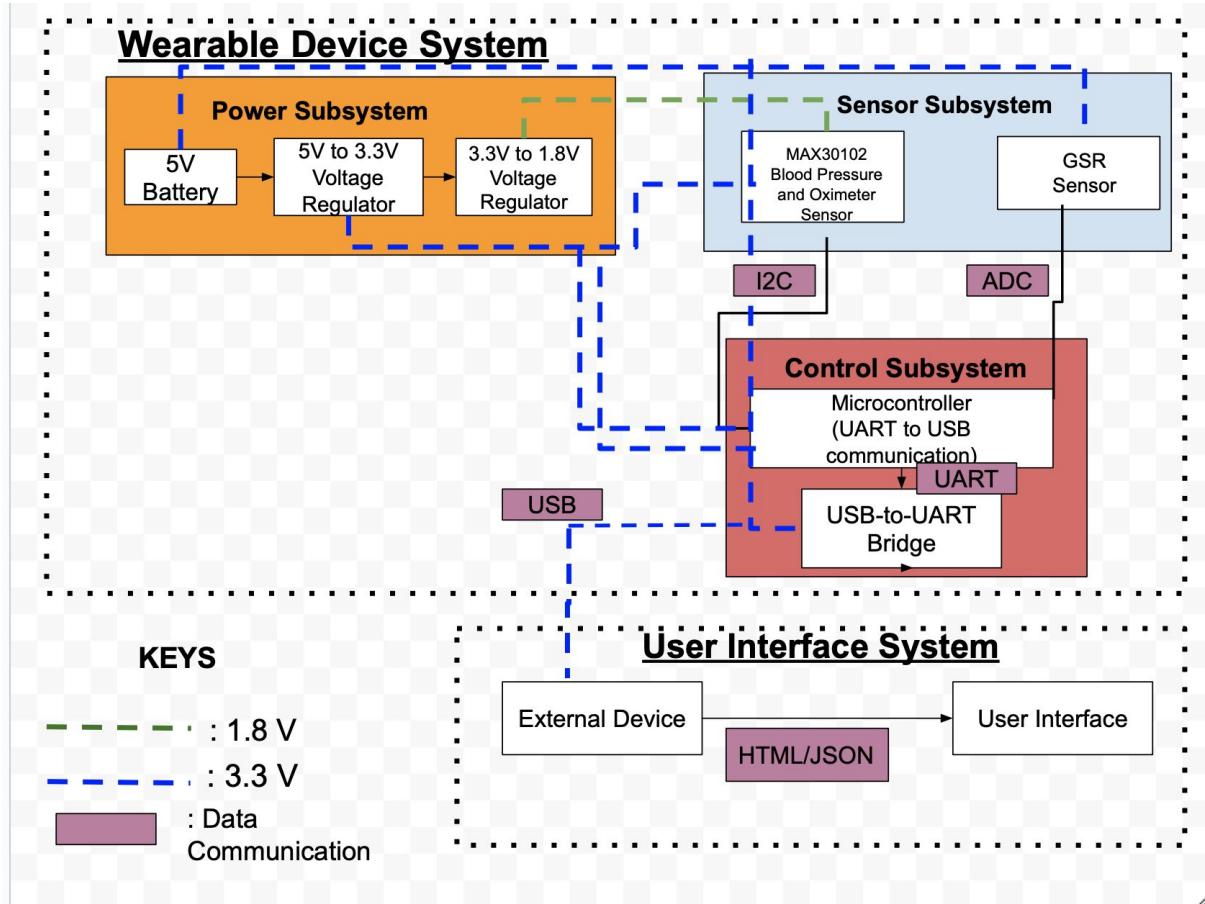 Wearable Device System
Power Subsystem
5V
Battery
5V to 3.3V
Voltage
Regulator
3.3V to 1.8V
Voltage
Regulator
Sensor Subsystem
MAX30102
Blood Pressure
and Oximeter
Sensor
GSR
Sensor
I2C
ADC
Control Subsystem
Microcontroller
(UART to USB
communication)
UART
USB
USB-to-UART
Bridge
User Interface System
External Device
HTML/JSON
User Interface
KEYS
: 1.8 V
: 3.3 V
: Data
Communication